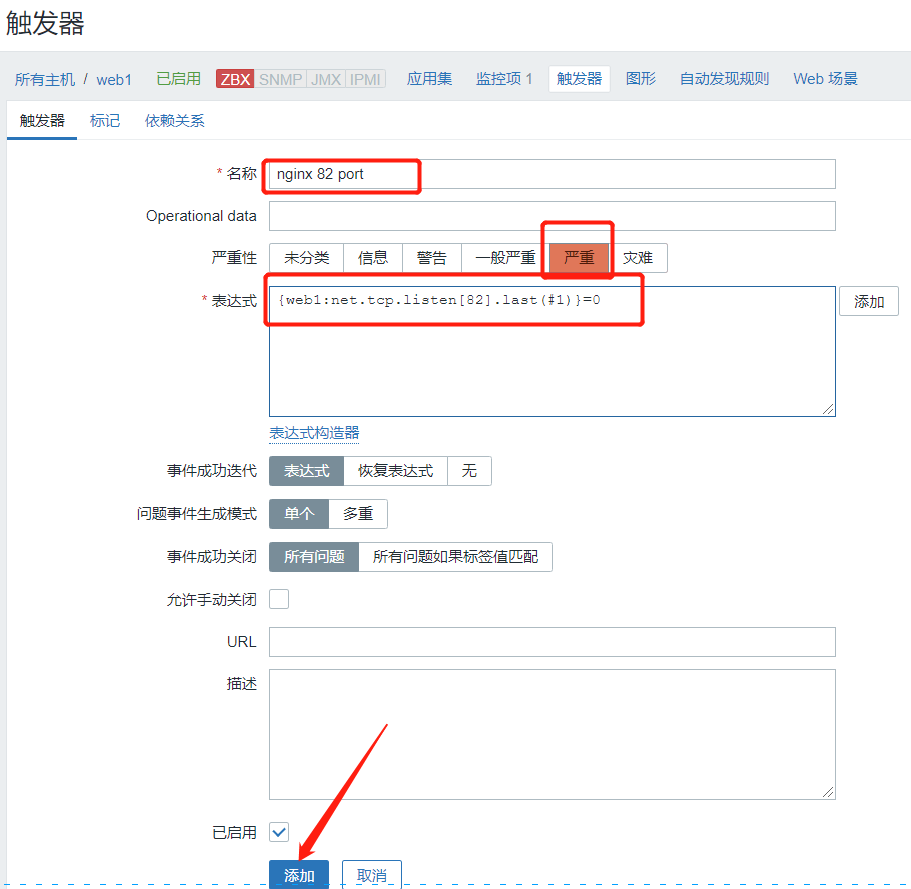 触发器
所有主机 / web1 已启用 ZBX SNMP JMX IPMI 应用集 监控项 1 触发器 图形 自动发现规则 Web 场景
触发器 标记 依赖关系
* 名称 nginx 82 port
Operational data
严重性 未分类 信息 警告 一般严重 严重 灾难
* 表达式 {web1:net.tcp.listen[82].last(#1)}=0 添加
表达式构造器
事件成功迭代 表达式 恢复表达式 无
问题事件生成模式 单个 多重
事件成功关闭 所有问题 所有问题如果标签值匹配
允许手动关闭
URL
描述
已启用
添加 取消